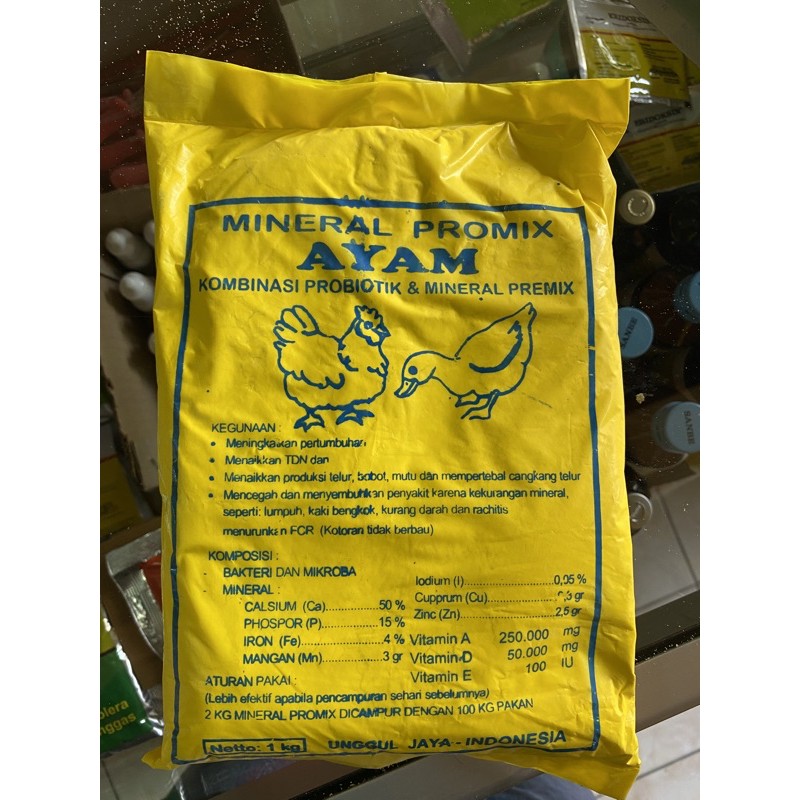 MINERAL PROMIX
AYAM
KOMBINASI PROBIOTIK & MINERAL PREMIX
KEGUNAAN :
• Meningkatkan pertumbuhan
• Menaikkan TDN dan
• Menaikkan produksi telur, bobot, mutu dan mempertebal cangkang telur
• Mencegah dan menyembuhkan penyakit karena kekurangan mineral,
seperti: lumpuh, kaki bengkok, kurang darah dan rachitis
menurunkan FCR (Kotoran tidak berbau)
KOMPOSISI :
BAKTERI DAN MIKROBA
MINERAL :
CALSIUM (Ca)....................50 %
PHOSPOR (P)....................15 %
IRON (Fe)....................4 %
MANGAN (Mn)....................3 gr
Iodium (I)....................0,05 %
Cupprum (Cu)....................gr
Zinc (Zn)....................2,5 gr
Vitamin A 250.000 mg
Vitamin D 50.000 mg
Vitamin E 100 IU
ATURAN PAKAI :
(Lebih efektif apabila pencampuran sehari sebelumnya)
2 KG MINERAL PROMIX DICAMPUR DENGAN 100 KG PAKAN
Netto: 1 kg
UNGGUL JAYA - INDONESIA
SANBE
SANBE